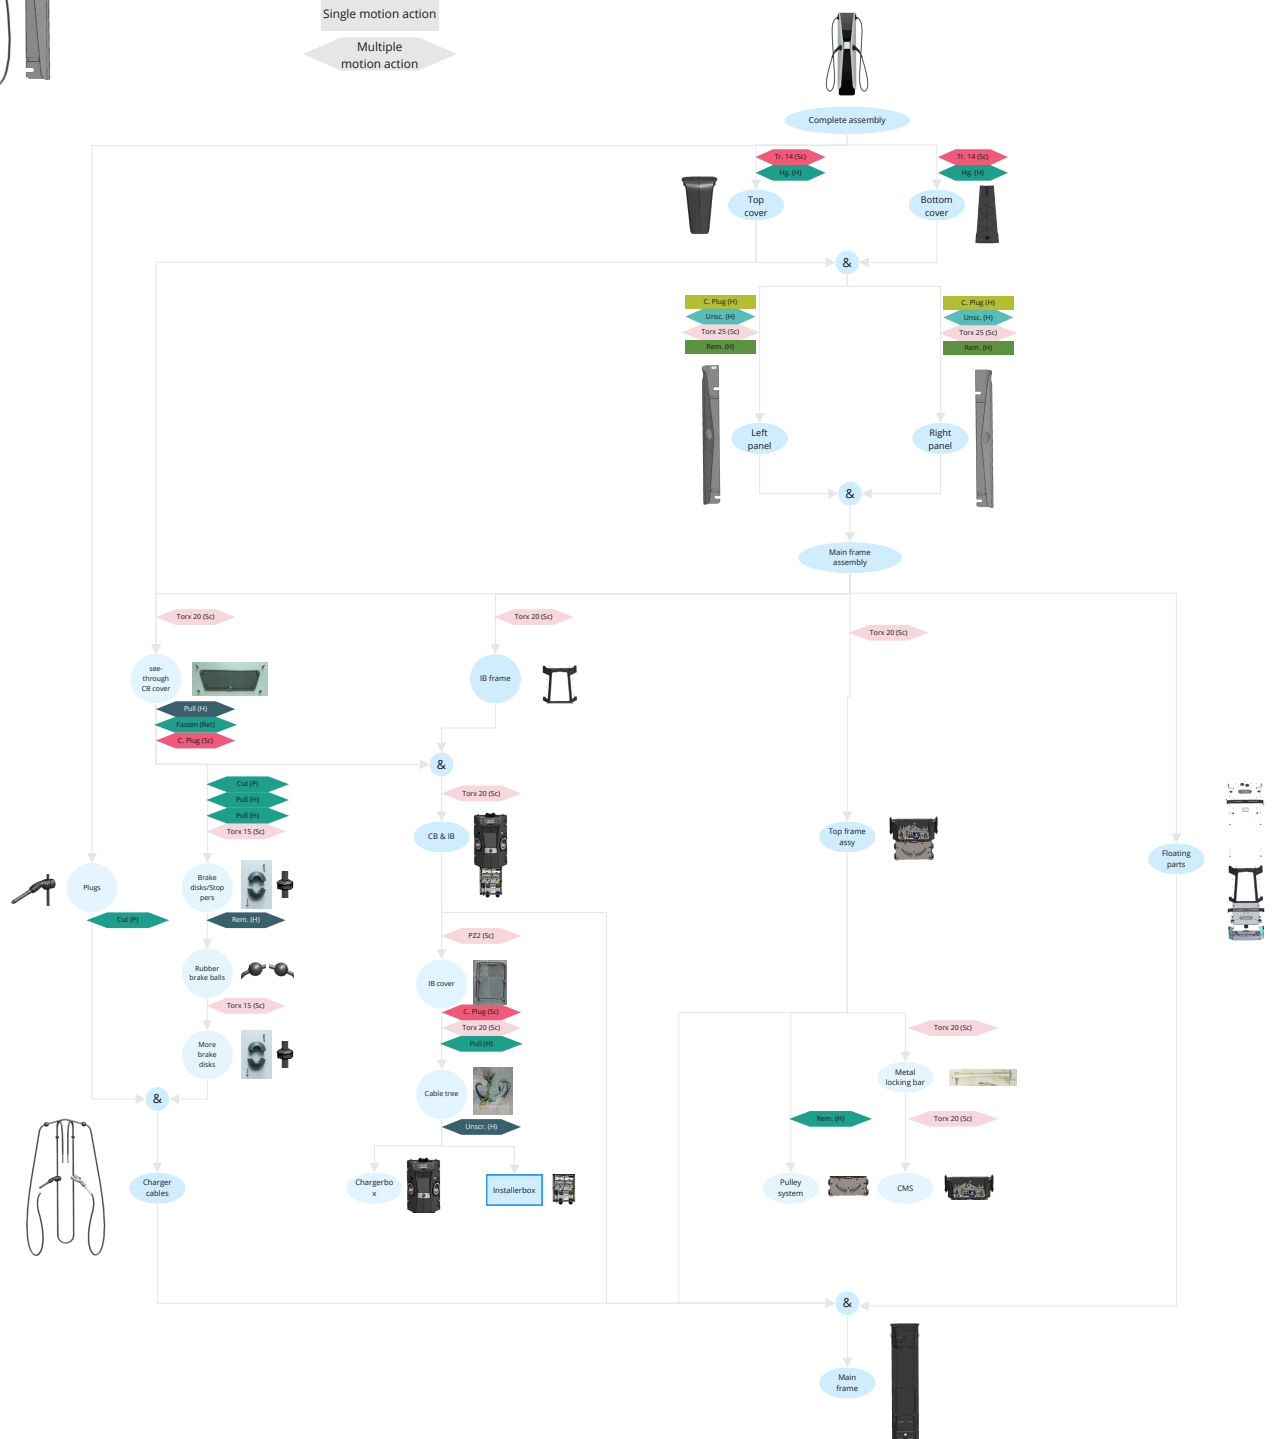 Single motion action
Multiple
motion action
Complete assembly
Tr. 14 (Sc)
Hg. (H)
Tr. 14 (Sc)
Hg. (H)
Top
cover
Bottom
cover
&
C. Plug (H)
Unsc. (H)
Torx 25 (Sc)
Rem. (H)
C. Plug (H)
Unsc. (H)
Torx 25 (Sc)
Rem. (H)
Left
panel
Right
panel
&
Main frame
assembly
Torx 20 (Sc)
Torx 20 (Sc)
Torx 20 (Sc)
see-
through
CB cover
IB frame
Pull (H)
Fasten (Ret)
C. Plug (Sc)
&
Cut (P)
Pull (H)
Pull (H)
Torx 15 (Sc)
Torx 20 (Sc)
CB & IB
Top frame
assy
Floating
parts
Plugs
Brake
disks/Stop
pers
Cut (P)
Rem. (H)
PZ2 (Sc)
Rubber
brake balls
IB cover
Torx 15 (Sc)
C. Plug (Sc)
Torx 20 (Sc)
Pull (H)
Torx 20 (Sc)
More
brake
disks
Metal
locking bar
Cable tree
&
Unscr. (H)
Rem. (H)
Torx 20 (Sc)
Charger
cables
Chargerbo
x
Installerbox
Pulley
system
CMS
&
Main
frame